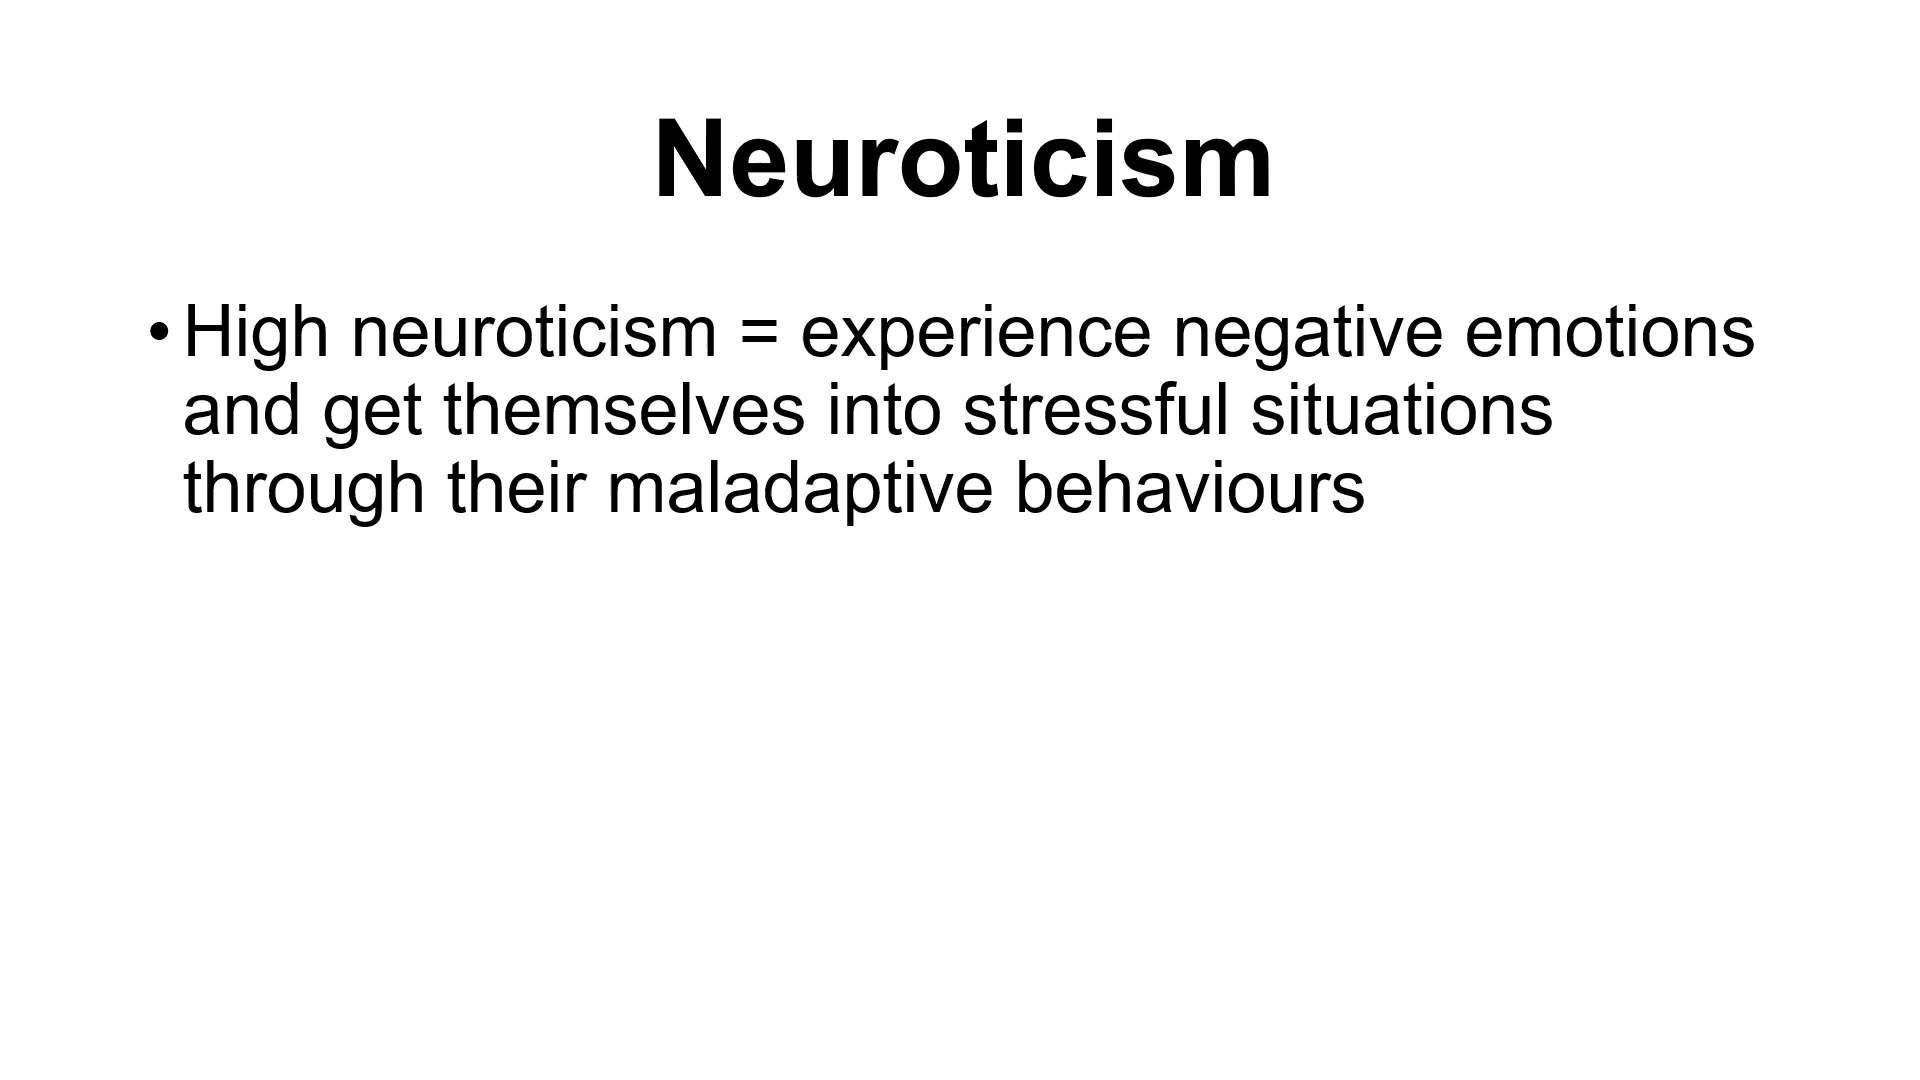 Neuroticism
• High neuroticism = experience negative emotions
and get themselves into stressful situations
through their maladaptive behaviours